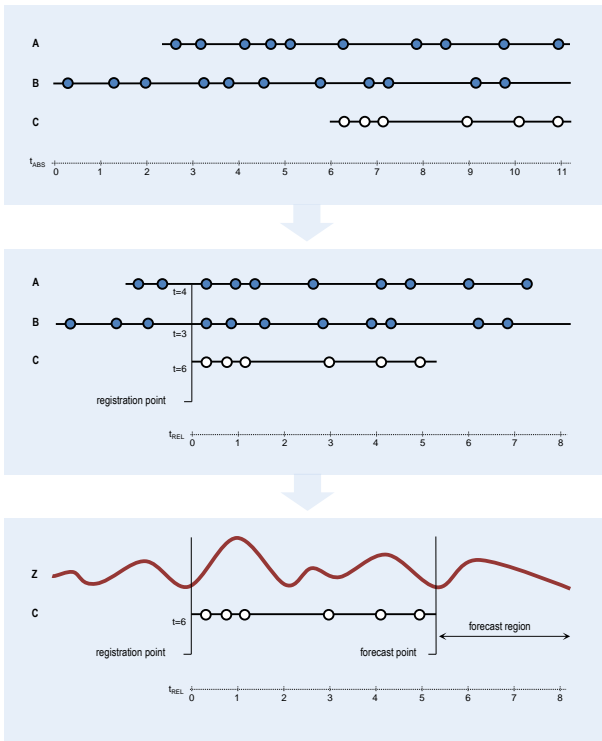 A
B
C
tABS
0 1 2 3 4 5 6 7 8 9 10 11
A
t=4
B
t=3
C
t=6
registration point
tREL
0 1 2 3 4 5 6 7 8
Z
C
t=6
forecast region
registration point forecast point
tREL
0 1 2 3 4 5 6 7 8